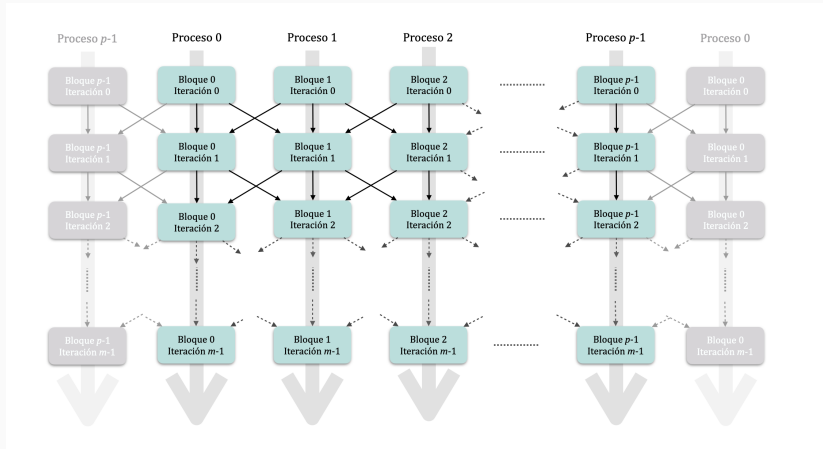 Proceso p-1
Proceso 0
Proceso 1
Proceso 2
Proceso p-1
Proceso 0
Bloque p-1
Iteración 0
Bloque 0
Iteración 0
Bloque 1
Iteración 0
Bloque 2
Iteración 0
Bloque p-1
Iteración 0
Bloque 0
Iteración 0
Bloque p-1
Iteración 1
Bloque 0
Iteración 1
Bloque 1
Iteración 1
Bloque 2
Iteración 1
Bloque p-1
Iteración 1
Bloque 0
Iteración 1
Bloque p-1
Iteración 2
Bloque 0
Iteración 2
Bloque 1
Iteración 2
Bloque 2
Iteración 2
Bloque p-1
Iteración 2
Bloque 0
Iteración 2
Bloque p-1
Iteración m-1
Bloque 0
Iteración m-1
Bloque 1
Iteración m-1
Bloque 2
Iteración m-1
Bloque p-1
Iteración m-1
Bloque 0
Iteración m-1